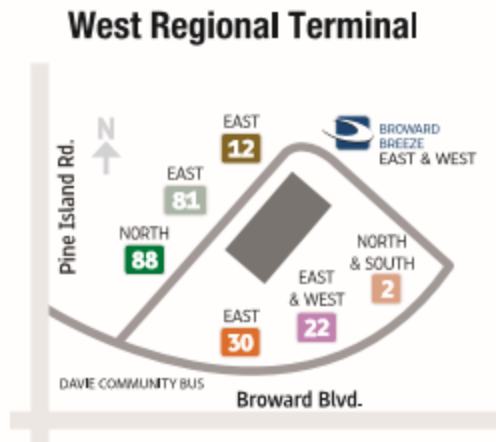 West Regional Terminal
N
Pine Island Rd.
EAST
12
BROWARD
BREEZE
EAST & WEST
EAST
81
NORTH
88
NORTH
& SOUTH
2
EAST
& WEST
22
EAST
30
DAVIE COMMUNITY BUS
Broward Blvd.